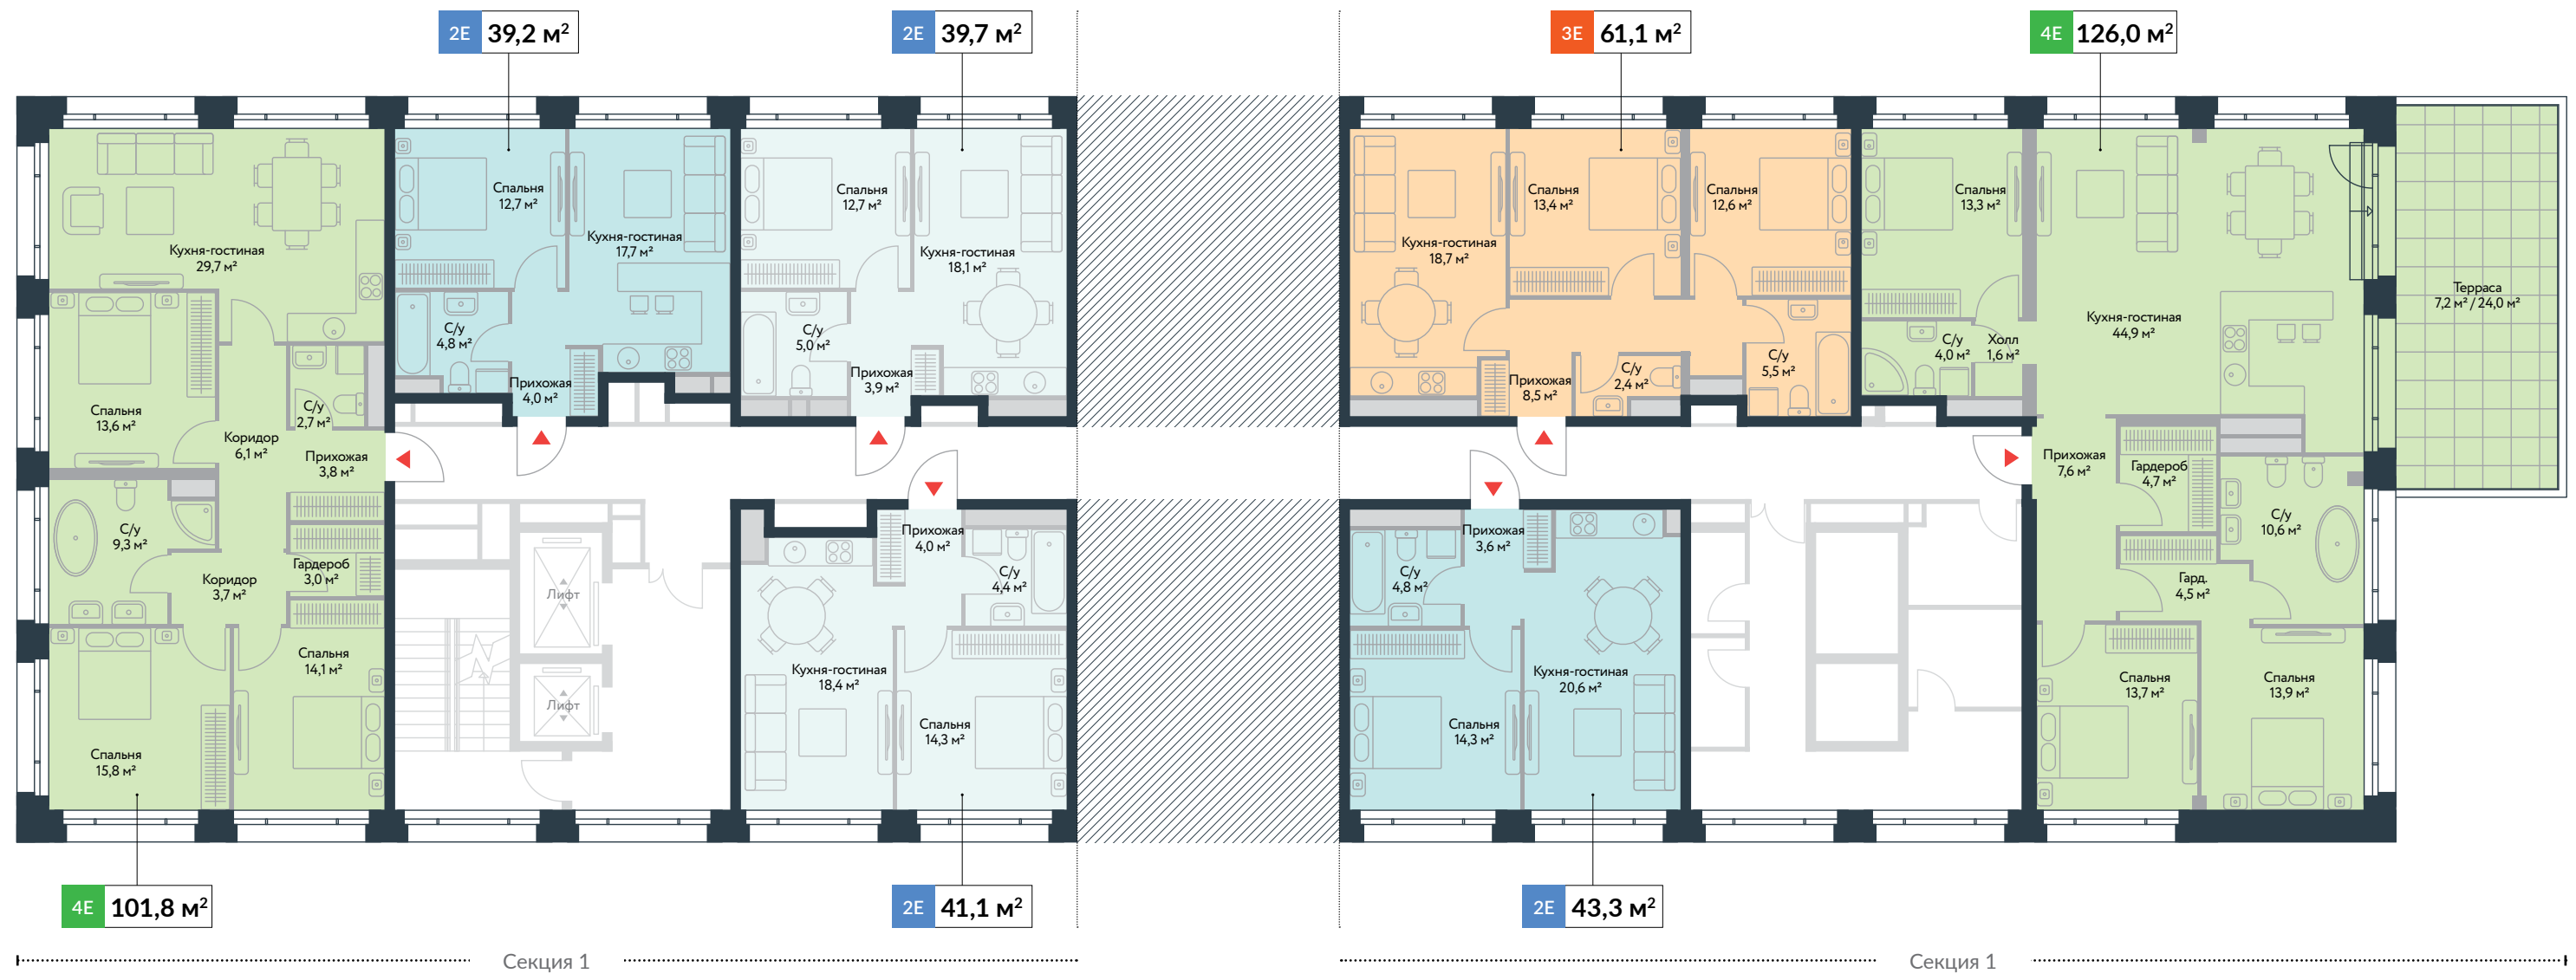 2Е 39,2 м²
2Е 39,7 м²
3Е 61,1 м²
4Е 126,0 м²
Кухня-гостиная
29,7 м²
Спальня
13,6 м²
С/у
2,7 м²
Коридор
6,1 м²
Прихожая
3,8 м²
С/у
9,3 м²
Гардероб
3,0 м²
Коридор
3,7 м²
Спальня
14,1 м²
Спальня
15,8 м²
Спальня
12,7 м²
Кухня-гостиная
17,7 м²
С/у
4,8 м²
Прихожая
4,0 м²
Спальня
12,7 м²
Кухня-гостиная
18,1 м²
С/у
5,0 м²
Прихожая
3,9 м²
Лифт
Лифт
Прихожая
4,0 м²
С/у
4,4 м²
Кухня-гостиная
18,4 м²
Спальня
14,3 м²
Кухня-гостиная
18,7 м²
Спальня
13,4 м²
Спальня
12,6 м²
Прихожая
8,5 м²
С/у
2,4 м²
С/у
5,5 м²
Спальня
13,3 м²
С/у
4,0 м²
Холл
1,6 м²
Кухня-гостиная
44,9 м²
Терраса
7,2 м² / 24,0 м²
Прихожая
7,6 м²
Гардероб
4,7 м²
С/у
10,6 м²
Гард.
4,5 м²
Спальня
13,7 м²
Спальня
13,9 м²
Прихожая
3,6 м²
С/у
4,8 м²
Кухня-гостиная
20,6 м²
Спальня
14,3 м²
4Е 101,8 м²
2Е 41,1 м²
2Е 43,3 м²
Секция 1
Секция 1